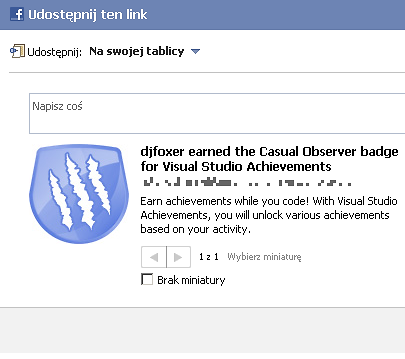 Udostępnij ten link
Udostępnij: Na swojej tablicy
Napisz coś
djfoxer earned the Casual Observer badge
for Visual Studio Achievements
Earn achievements while you code! With Visual Studio
Achievements, you will unlock various achievements
based on your activity.
1 z 1 Wybierz miniaturę
Brak miniatury